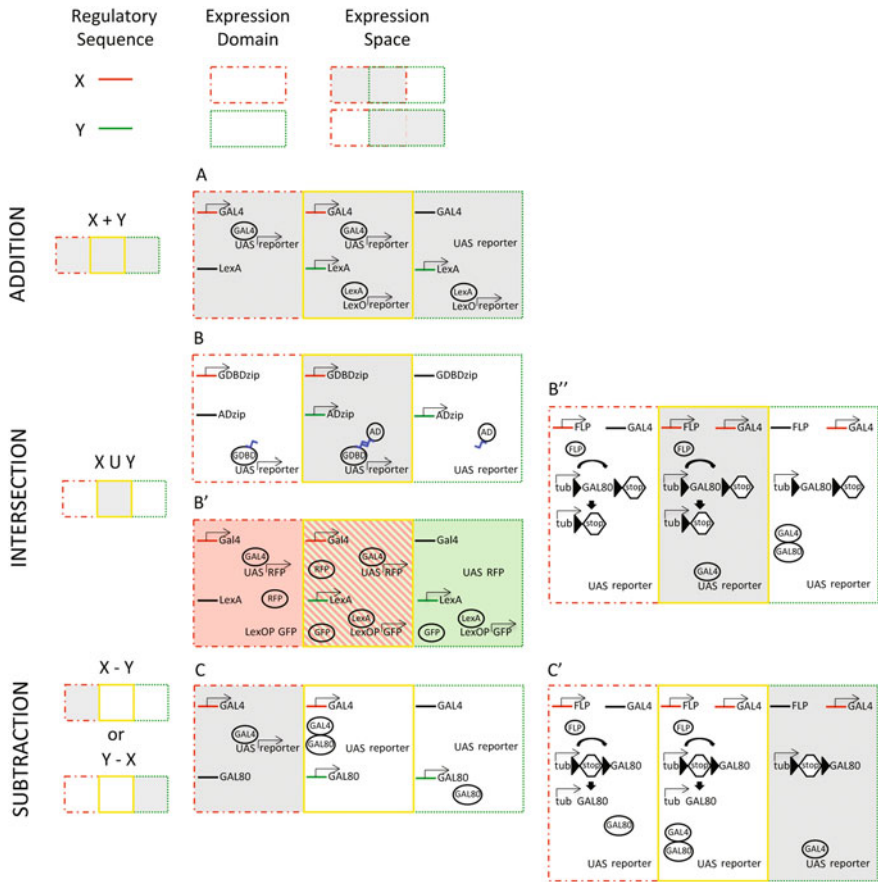 Regulatory Sequence
Expression Domain
Expression Space
X
Y
ADDITION
X + Y
A
GAL4 GAL4 GAL4
GAL4 GAL4
UAS reporter UAS reporter UAS reporter
LexA LexA LexA
LexA LexA
LexO reporter LexO reporter
INTERSECTION
X U Y
B
GDBDzip GDBDzip GDBDzip
ADzip ADzip ADzip
AD AD
GDBD GDBD
UAS reporter UAS reporter UAS reporter
B'
Gal4 Gal4 Gal4
GAL4 RFP GAL4
UAS RFP UAS RFP UAS RFP
LexA RFP LexA LexA
LexA LexA
LexOP GFP GFP LexOP GFP GFP LexOP GFP
B''
FLP GAL4 FLP GAL4 FLP GAL4
FLP FLP
tub GAL80 stop tub GAL80 stop tub GAL80 stop
tub stop tub stop
GAL4
GAL80
GAL4
UAS reporter UAS reporter UAS reporter
SUBTRACTION
X - Y
or
Y - X
C
GAL4 GAL4 GAL4
GAL4 GAL4
GAL80
UAS reporter UAS reporter UAS reporter
GAL80 GAL80 GAL80
GAL80
C'
FLP GAL4 FLP GAL4 FLP GAL4
FLP FLP
tub stop GAL80 tub stop GAL80 tub stop GAL80
tub GAL80 tub GAL80
GAL80 GAL4
GAL80 GAL4
UAS reporter UAS reporter UAS reporter